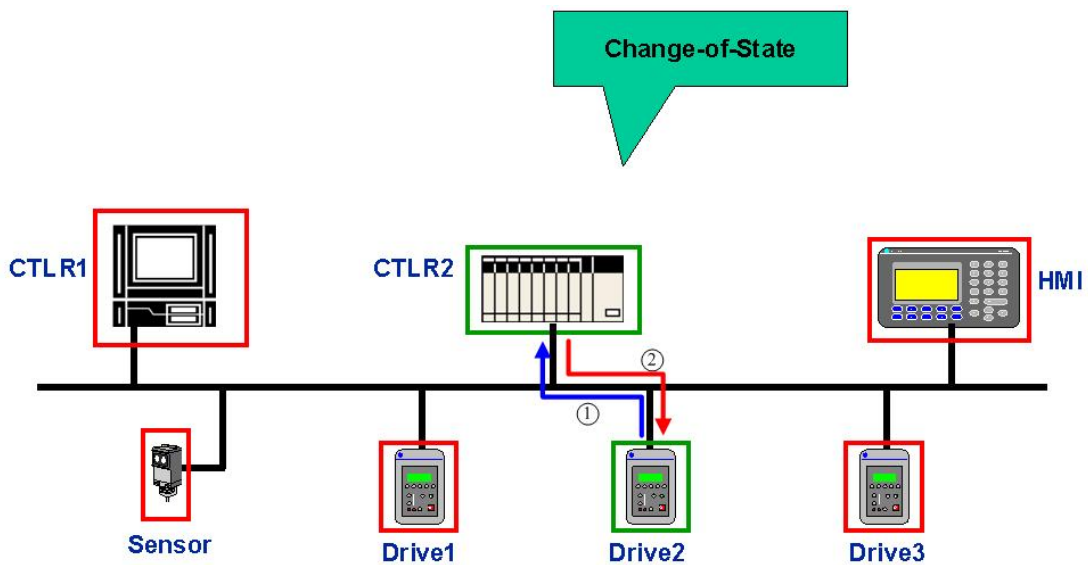 Change-of-State
CTLR1
CTLR2
HMI
②
①
Sensor
Drive1
Drive2
Drive3